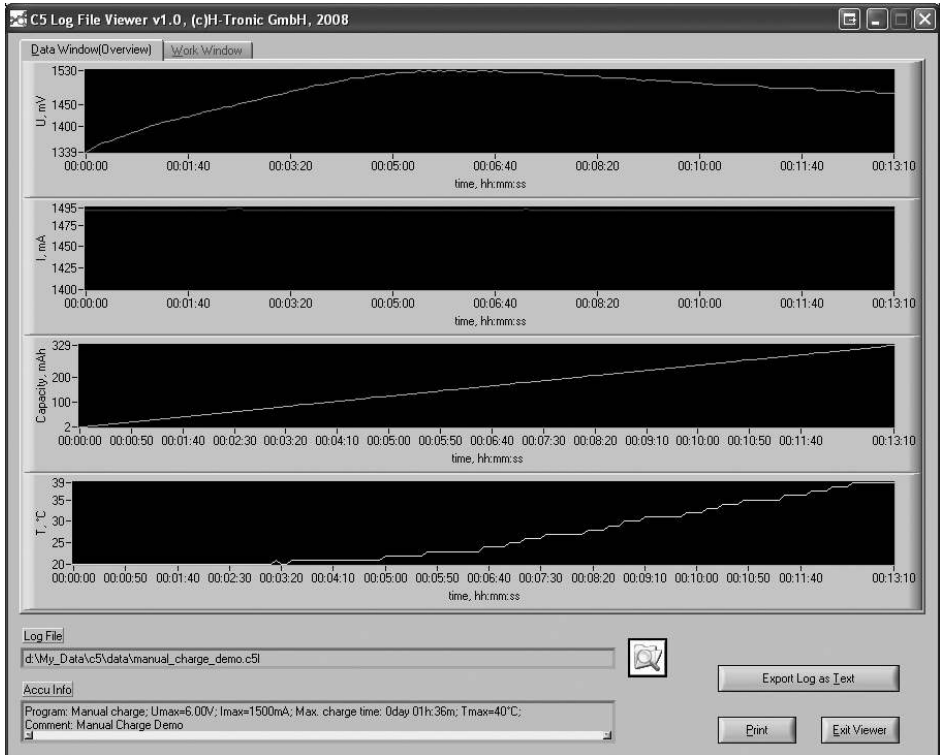 C5 Log File Viewer v1.0, (c)H-Tronic GmbH, 2008
Data Window(Overview) Work Window
1530
1450
1400
1339
U, mV
00:00:00 00:01:40 00:03:20 00:05:00 00:06:40 00:08:20 00:10:00 00:11:40 00:13:10
time, hh:mm:ss
1495
1475
1450
1425
1400
I, mA
00:00:00 00:01:40 00:03:20 00:05:00 00:06:40 00:08:20 00:10:00 00:11:40 00:13:10
time, hh:mm:ss
329
200
100
2
Capacity, mAh
00:00:00 00:00:50 00:01:40 00:02:30 00:03:20 00:04:10 00:05:00 00:05:50 00:06:40 00:07:30 00:08:20 00:09:10 00:10:00 00:10:50 00:11:40 00:13:10
time, hh:mm:ss
39
35
30
25
20
T, °C
00:00:00 00:00:50 00:01:40 00:02:30 00:03:20 00:04:10 00:05:00 00:05:50 00:06:40 00:07:30 00:08:20 00:09:10 00:10:00 00:10:50 00:11:40 00:13:10
time, hh:mm:ss
Log File
d:\My_Data\c5\data\manual_charge_demo.c5l
Accu Info
Program: Manual charge; Umax=6.00V; Imax=1500mA; Max. charge time: 0day 01h:36m; Tmax=40°C;
Comment: Manual Charge Demo
Export Log as Text
Print Exit Viewer